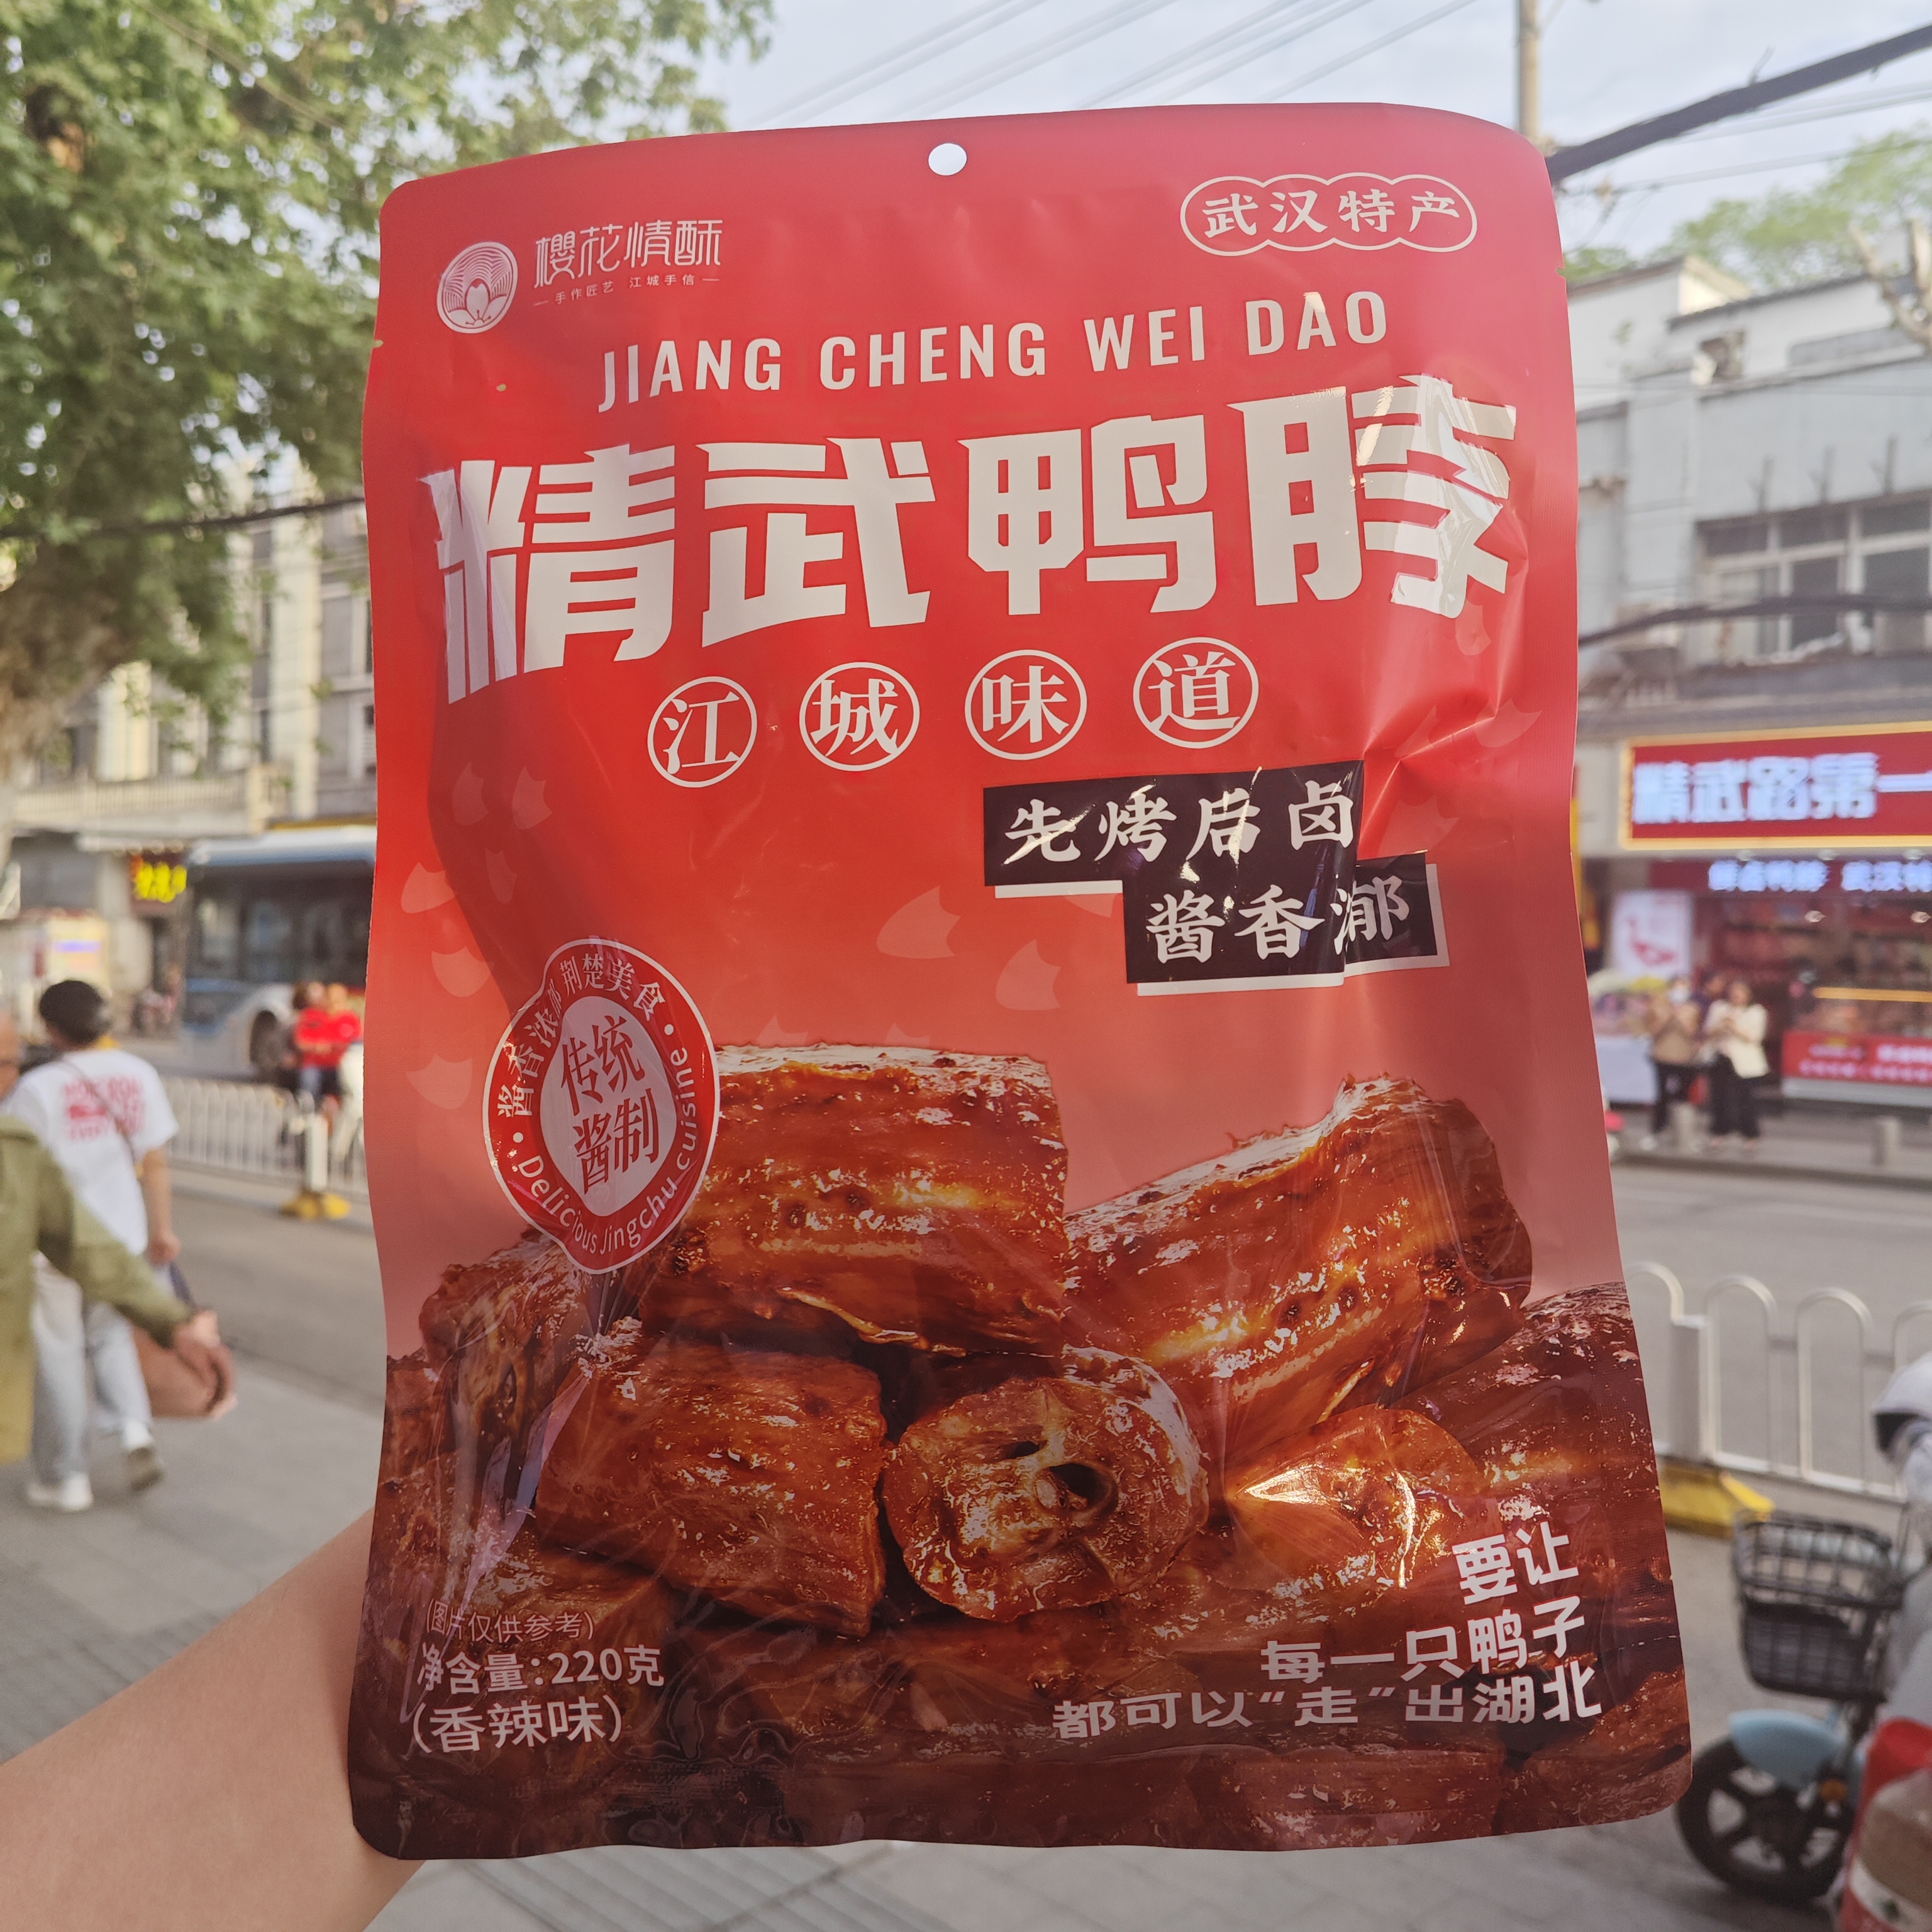 武汉特产
樱花情酥
手作匠艺 江城手信
JIANG CHENG WEI DAO
精武鸭脖
江城味道
先烤后卤
酱香浓郁
酱香浓郁 荆楚美食
传统
酱制
Delicious Jingchu cuisine
(图片仅供参考)
净含量:220克
(香辣味)
要让
每一只鸭子
都可以“走”出湖北
精武路第一